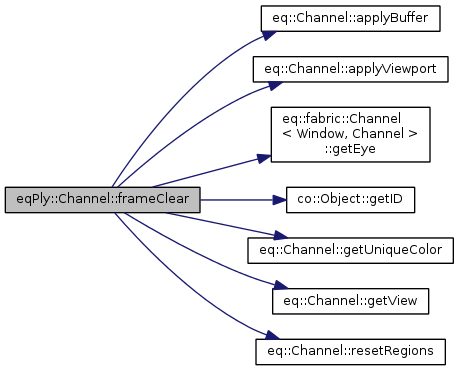 eq::Channel::applyBuffer
eq::Channel::applyViewport
eq::fabric::Channel
< Window, Channel >
::getEye
eqPly::Channel::frameClear
co::Object::getID
eq::Channel::getUniqueColor
eq::Channel::getView
eq::Channel::resetRegions